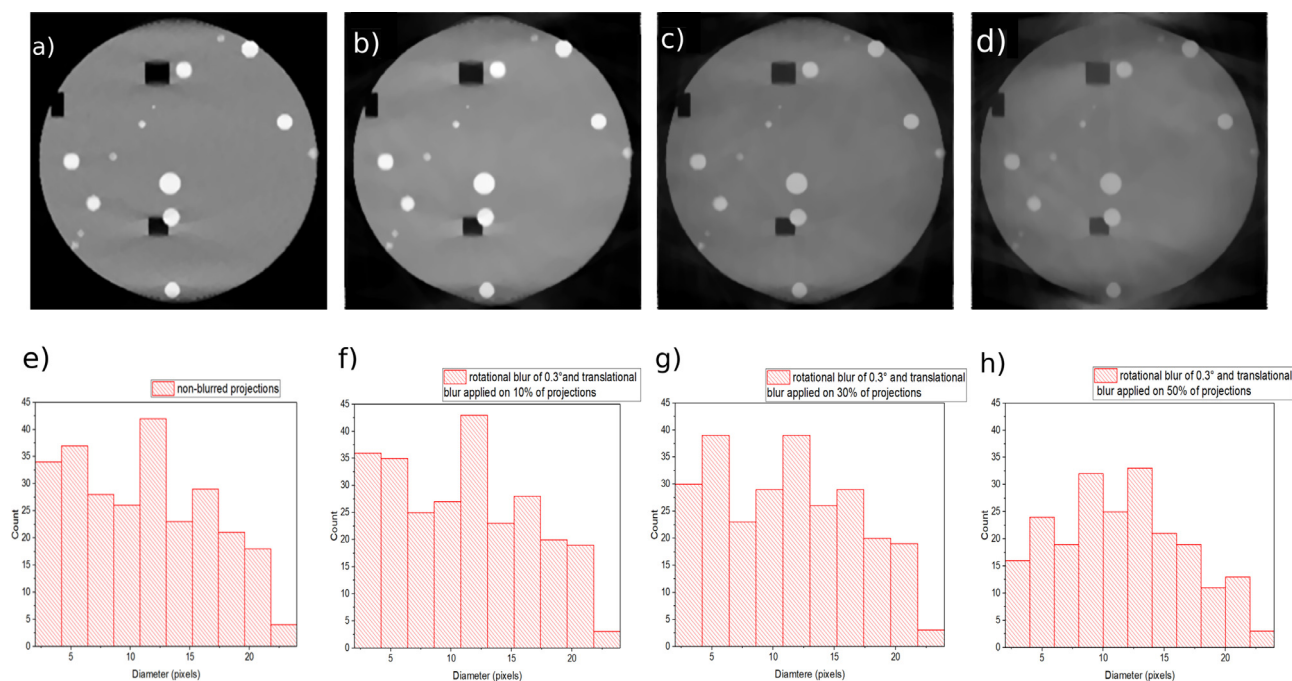 a)
b)
c)
d)
e)
f)
g)
h)
non-blurred projections
45
40
35
30
25
20
15
10
5
0
Count
5
10
15
20
Diameter (pixels)
rotational blur of 0.3°and translational
blur applied on 10% of projections
45
40
35
30
25
20
15
10
5
0
Count
5
10
15
20
Diameter (pixels)
rotational blur of 0.3° and translational
blur applied on 30% of projections
45
40
35
30
25
20
15
10
5
0
Count
5
10
15
20
Diamtere (pixels)
rotational blur of 0.3° and translational
blur applied on 50% of projections
45
40
35
30
25
20
15
10
5
0
Count
5
10
15
20
Diameter (pixels)